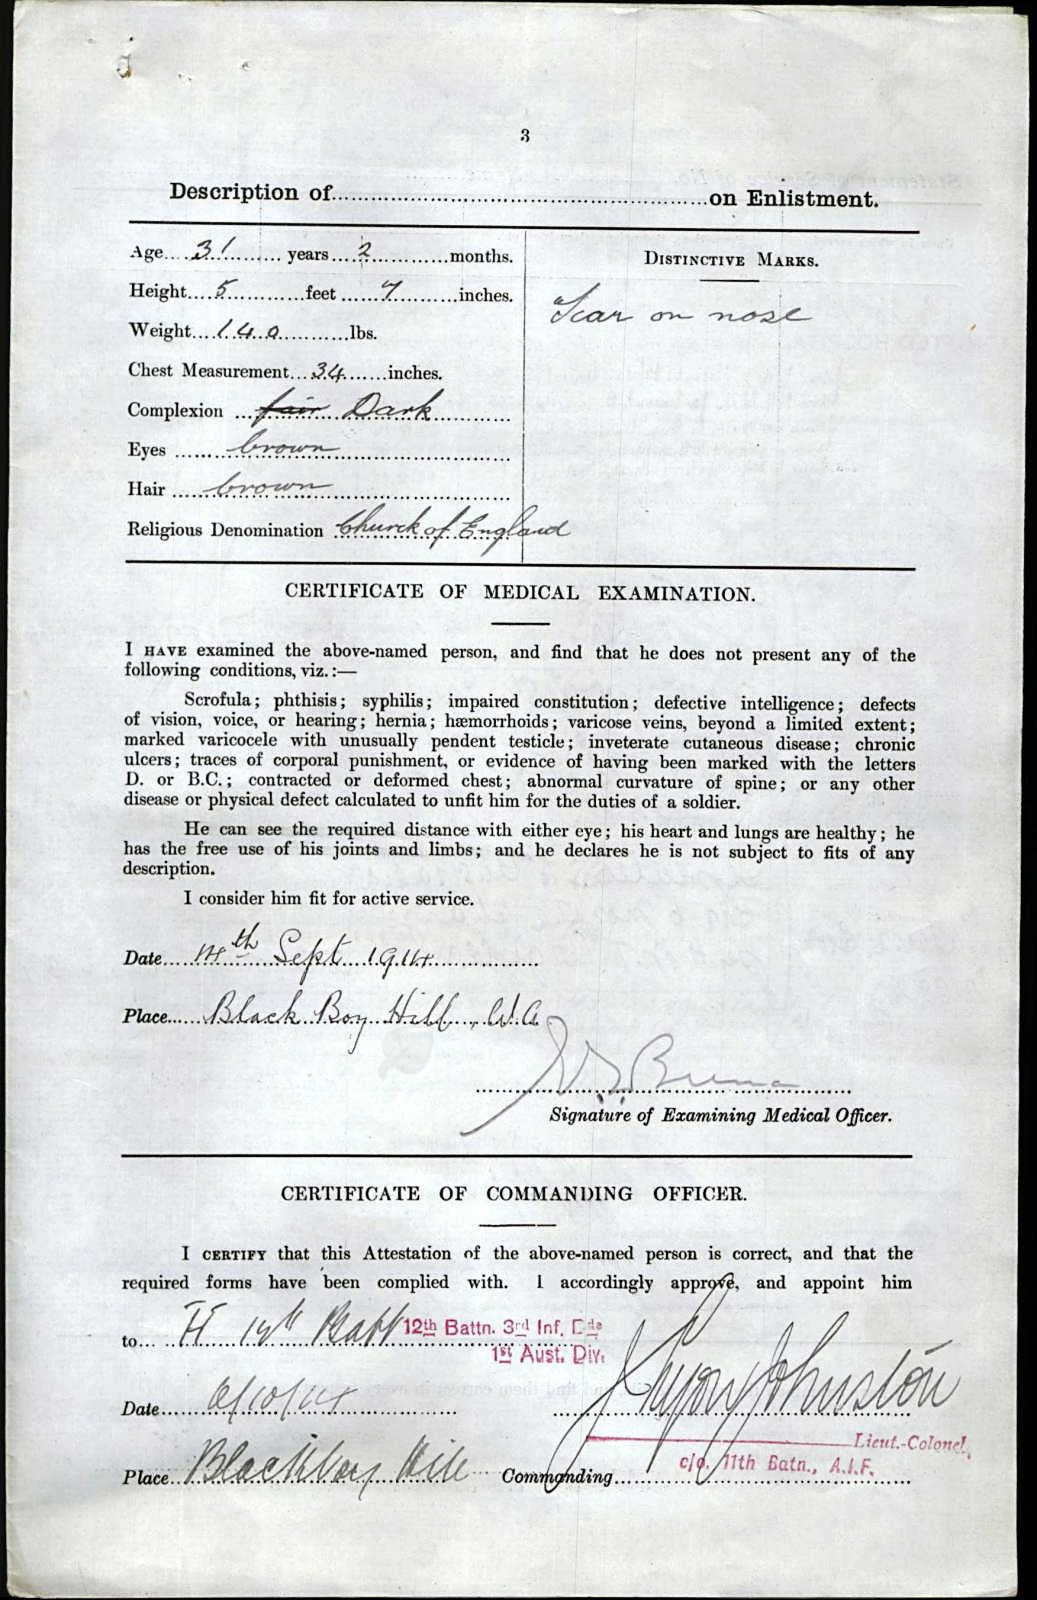 3
Description of on Enlistment.
Age 31 years 2 months.
Height 5 feet 7 inches.
Weight 140 lbs.
Chest Measurement 34 inches.
Complexion fair Dark
Eyes brown
Hair brown
Religious Denomination Church of England
DISTINCTIVE MARKS.
Scar on nose
CERTIFICATE OF MEDICAL EXAMINATION.
I HAVE examined the above-named person, and find that he does not present any of the
following conditions, viz.:—
Scrofula; phthisis; syphilis; impaired constitution; defective intelligence; defects
of vision, voice, or hearing; hernia; hæmorrhoids; varicose veins, beyond a limited extent;
marked varicocele with unusually pendent testicle; inveterate cutaneous disease; chronic
ulcers; traces of corporal punishment, or evidence of having been marked with the letters
D. or B.C.; contracted or deformed chest; abnormal curvature of spine; or any other
disease or physical defect calculated to unfit him for the duties of a soldier.
He can see the required distance with either eye; his heart and lungs are healthy; he
has the free use of his joints and limbs; and he declares he is not subject to fits of any
description.
I consider him fit for active service.
Date 14th Sept 1914
Place Black Boy Hill, W.A.
Signature of Examining Medical Officer.
CERTIFICATE OF COMMANDING OFFICER.
I CERTIFY that this Attestation of the above-named person is correct, and that the
required forms have been complied with. I accordingly approve, and appoint him
to H 12th Batt 12th Battn. 3rd Inf. Bde
1st Aust. Div.
Date 6/10/14 Johnston
Lieut.-Colonel,
Place Blackboy Hill Commanding c/o. 11th Batn., A.I.F.